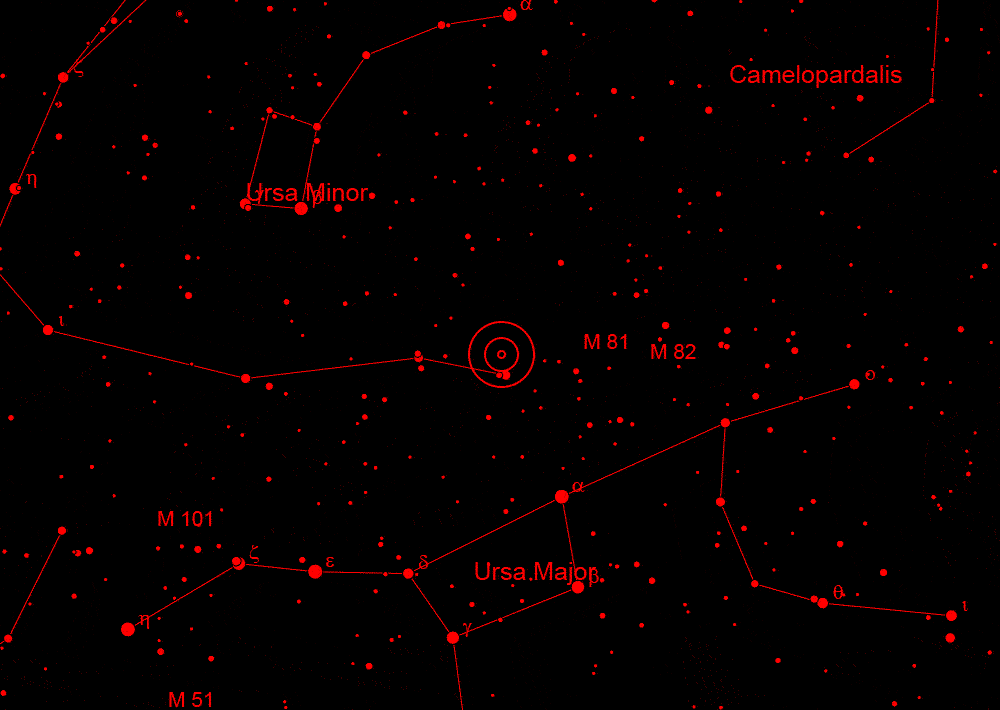 α
Camelopardalis
ζ
η
Ursa Minor
γ
β
ι
M 81
M 82
ο
α
M 101
ζ
ε
δ
Ursa Major
β
θ
ι
η
γ
M 51